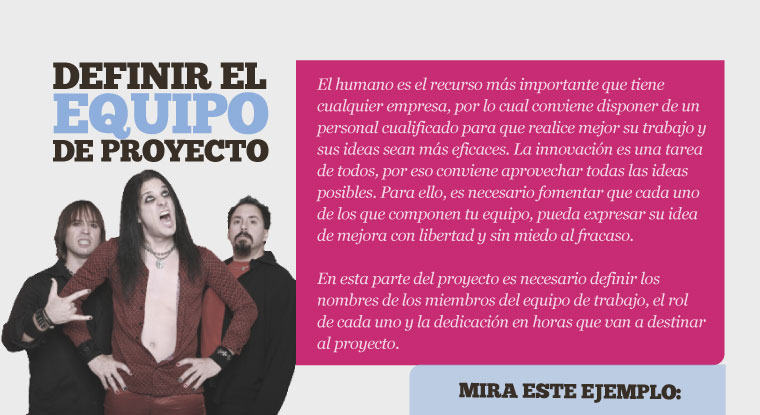 DEFINIR EL
EQUIPO
DE PROYECTO
El humano es el recurso más importante que tiene
cualquier empresa, por lo cual conviene disponer de un
personal cualificado para que realice mejor su trabajo y
sus ideas sean más eficaces. La innovación es una tarea
de todos, por eso conviene aprovechar todas las ideas
posibles. Para ello, es necesario fomentar que cada uno
de los que componen tu equipo, pueda expresar su idea
de mejora con libertad y sin miedo al fracaso.
En esta parte del proyecto es necesario definir los
nombres de los miembros del equipo de trabajo, el rol
de cada uno y la dedicación en horas que van a destinar
al proyecto.
MIRA ESTE EJEMPLO: